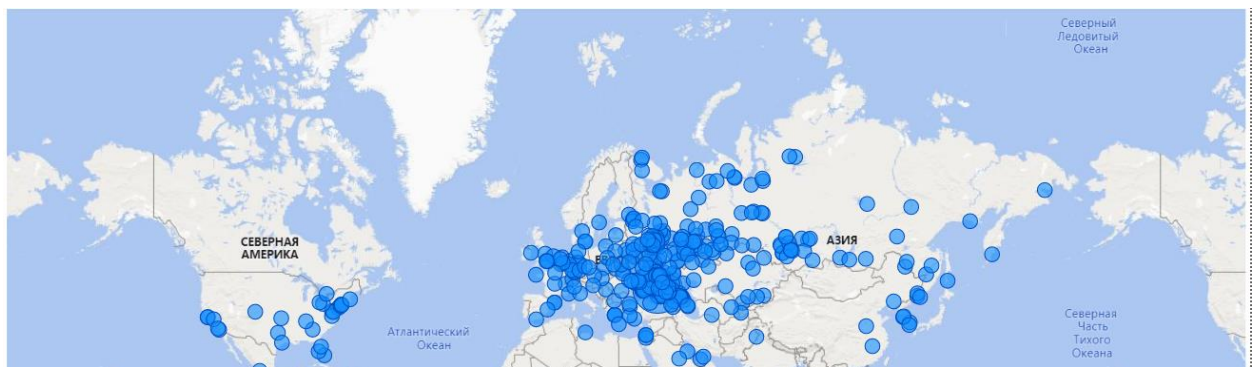 Северный
Ледовитый
Океан
СЕВЕРНАЯ
АМЕРИКА
АЗИЯ
Атлантический
Океан
Северная
Часть
Тихого
Океана